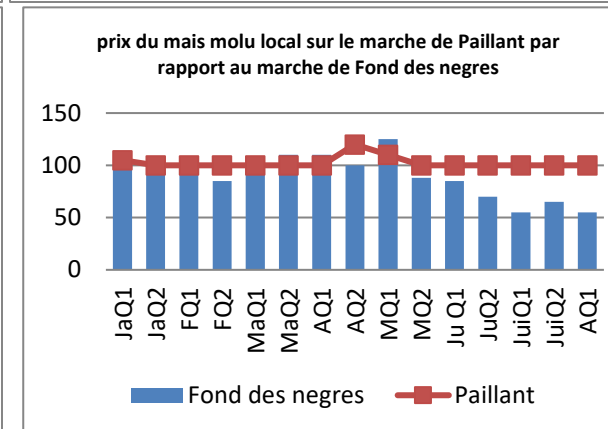 prix du mais molu local sur le marche de Paillant par
rapport au marche de Fond des negres
150
100
50
0
JaQ1
JaQ2
FQ1
FQ2
MaQ1
MaQ2
AQ1
AQ2
MQ1
MQ2
Ju Q1
JuQ2
JuiQ1
Jui Q2
AQ1
Fond des negres
Paillant